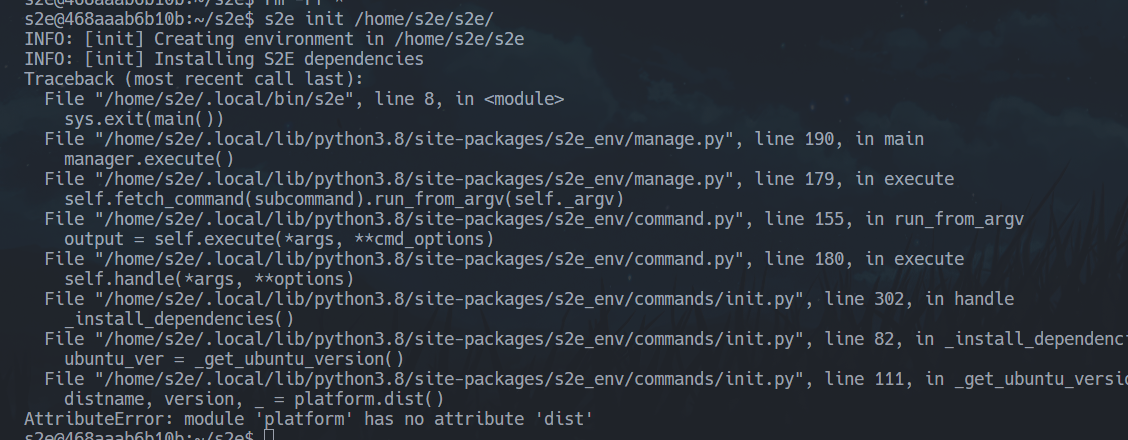 s2e@468aaab6b10b:~/s2e$ s2e init /home/s2e/s2e/
INFO: [init] Creating environment in /home/s2e/s2e
INFO: [init] Installing S2E dependencies
Traceback (most recent call last):
  File "/home/s2e/.local/bin/s2e", line 8, in <module>
    sys.exit(main())
  File "/home/s2e/.local/lib/python3.8/site-packages/s2e_env/manage.py", line 190, in main
    manager.execute()
  File "/home/s2e/.local/lib/python3.8/site-packages/s2e_env/manage.py", line 179, in execute
    self.fetch_command(subcommand).run_from_argv(self._argv)
  File "/home/s2e/.local/lib/python3.8/site-packages/s2e_env/command.py", line 155, in run_from_argv
    output = self.execute(*args, **cmd_options)
  File "/home/s2e/.local/lib/python3.8/site-packages/s2e_env/command.py", line 180, in execute
    self.handle(*args, **options)
  File "/home/s2e/.local/lib/python3.8/site-packages/s2e_env/commands/init.py", line 302, in handle
    _install_dependencies()
  File "/home/s2e/.local/lib/python3.8/site-packages/s2e_env/commands/init.py", line 82, in _install_dependenc
    ubuntu_ver = _get_ubuntu_version()
  File "/home/s2e/.local/lib/python3.8/site-packages/s2e_env/commands/init.py", line 111, in _get_ubuntu_versio
    distname, version, _ = platform.dist()
AttributeError: module 'platform' has no attribute 'dist'
s2e@468aaab6b10b:~/s2e$